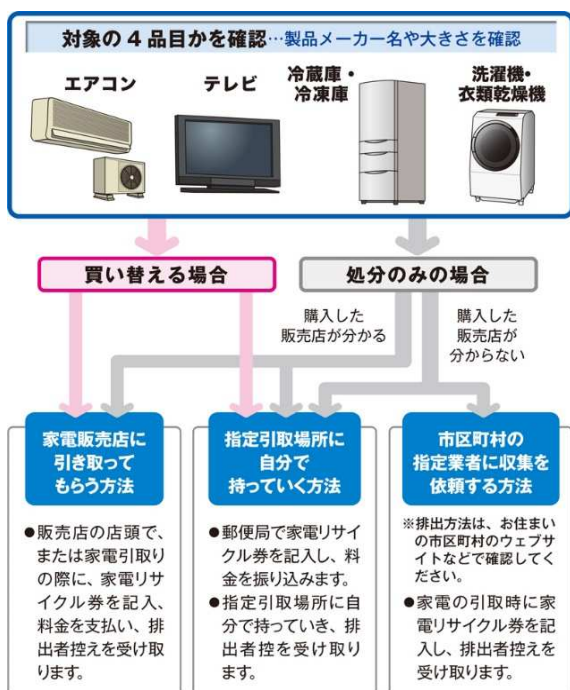 対象の4品目かを確認…製品メーカー名や大きさを確認
エアコン
テレビ
冷蔵庫・
冷凍庫
洗濯機・
衣類乾燥機
買い替える場合
処分のみの場合
購入した
販売店が分かる
購入した
販売店が
分からない
家電販売店に
引き取って
もらう方法
●販売店の店頭で、
または家電引取り
の際に、家電リサ
イクル券を記入、
料金を支払い、排
出者控えを受け取
ります。
指定引取場所に
自分で
持っていく方法
●郵便局で家電リサイ
クル券を記入し、料
金を振り込みます。
●指定引取場所に自
分で持っていき、排
出者控を受け取り
ます。
市区町村の
指定業者に収集を
依頼する方法
※排出方法は、お住まい
の市区町村のウェブサ
イトなどで確認してく
ださい。
●家電の引取時に家
電リサイクル券を記
入し、排出者控えを
受け取ります。